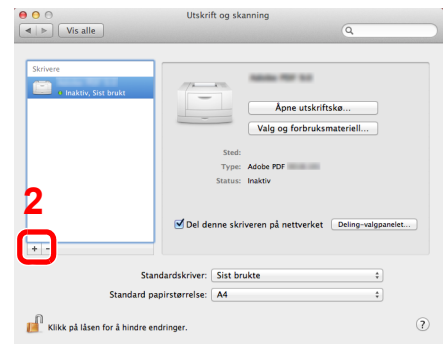 Utskrift og skanning
Vis alle
Skrivere
Inaktiv, Sist brukt
Åpne utskriftskø...
Valg og forbruksmateriell...
Sted:
Type: Adobe PDF
Status: Inaktiv
2
Del denne skriveren på nettverket Deling-valgpanelet...
+ -
Standardskriver: Sist brukte
Standard papirstørrelse: A4
Klikk på låsen for å hindre endringer. ?